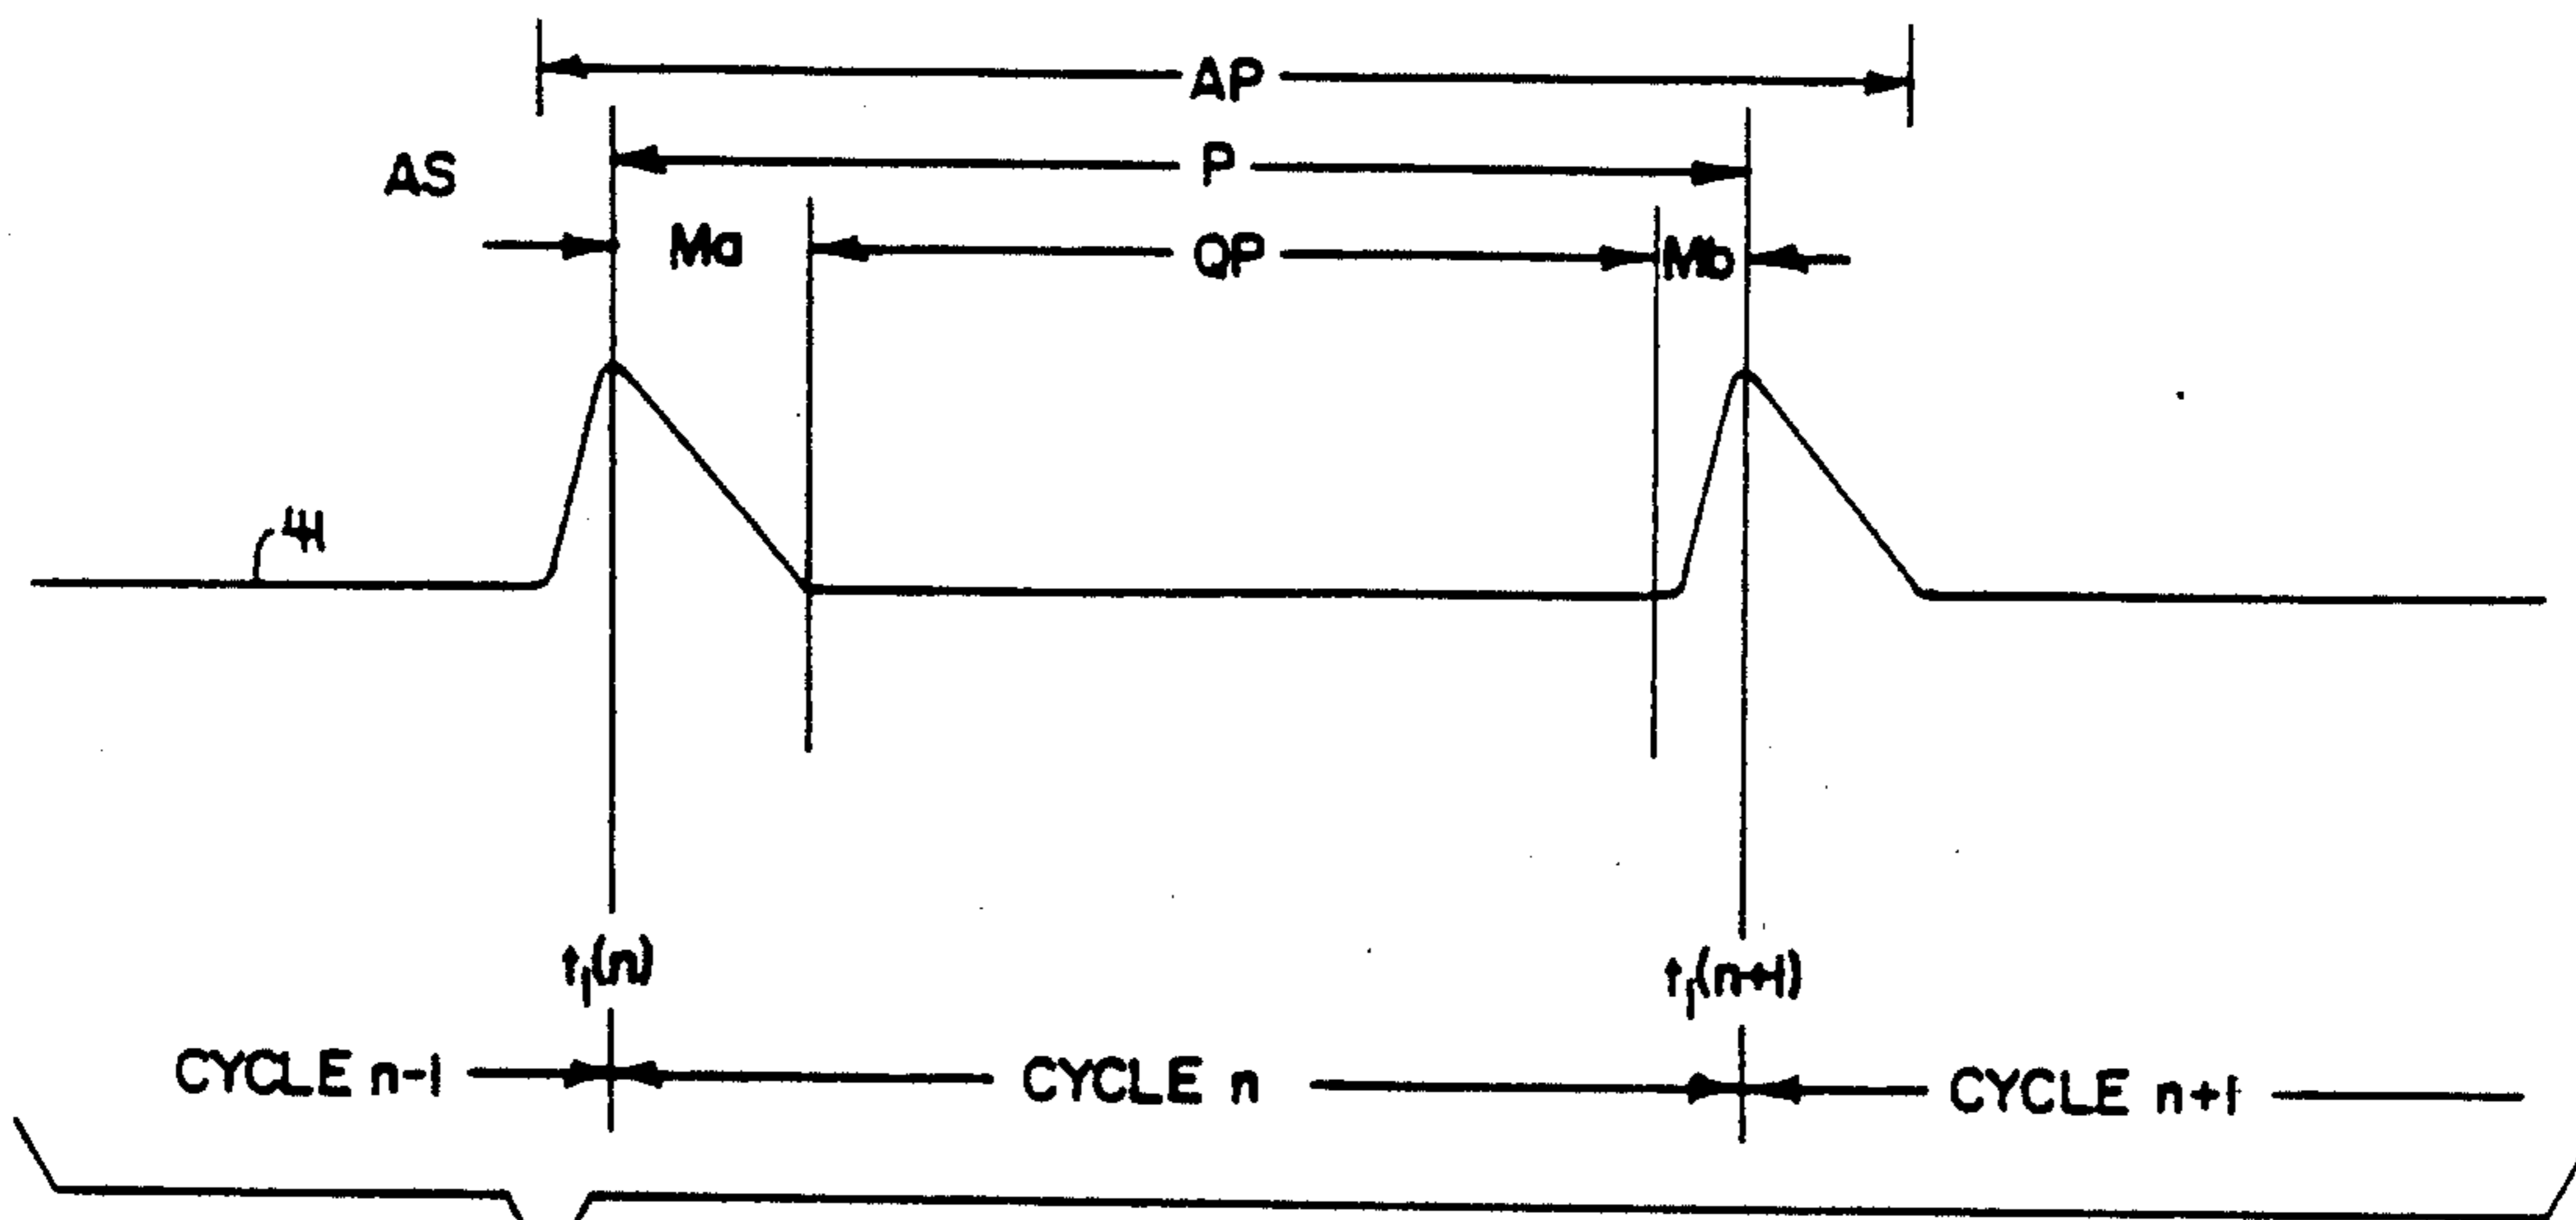 AP
AS P
Ma QP Mb
41
t₁(n) t₁(n+1)
CYCLE n-1 CYCLE n CYCLE n+1